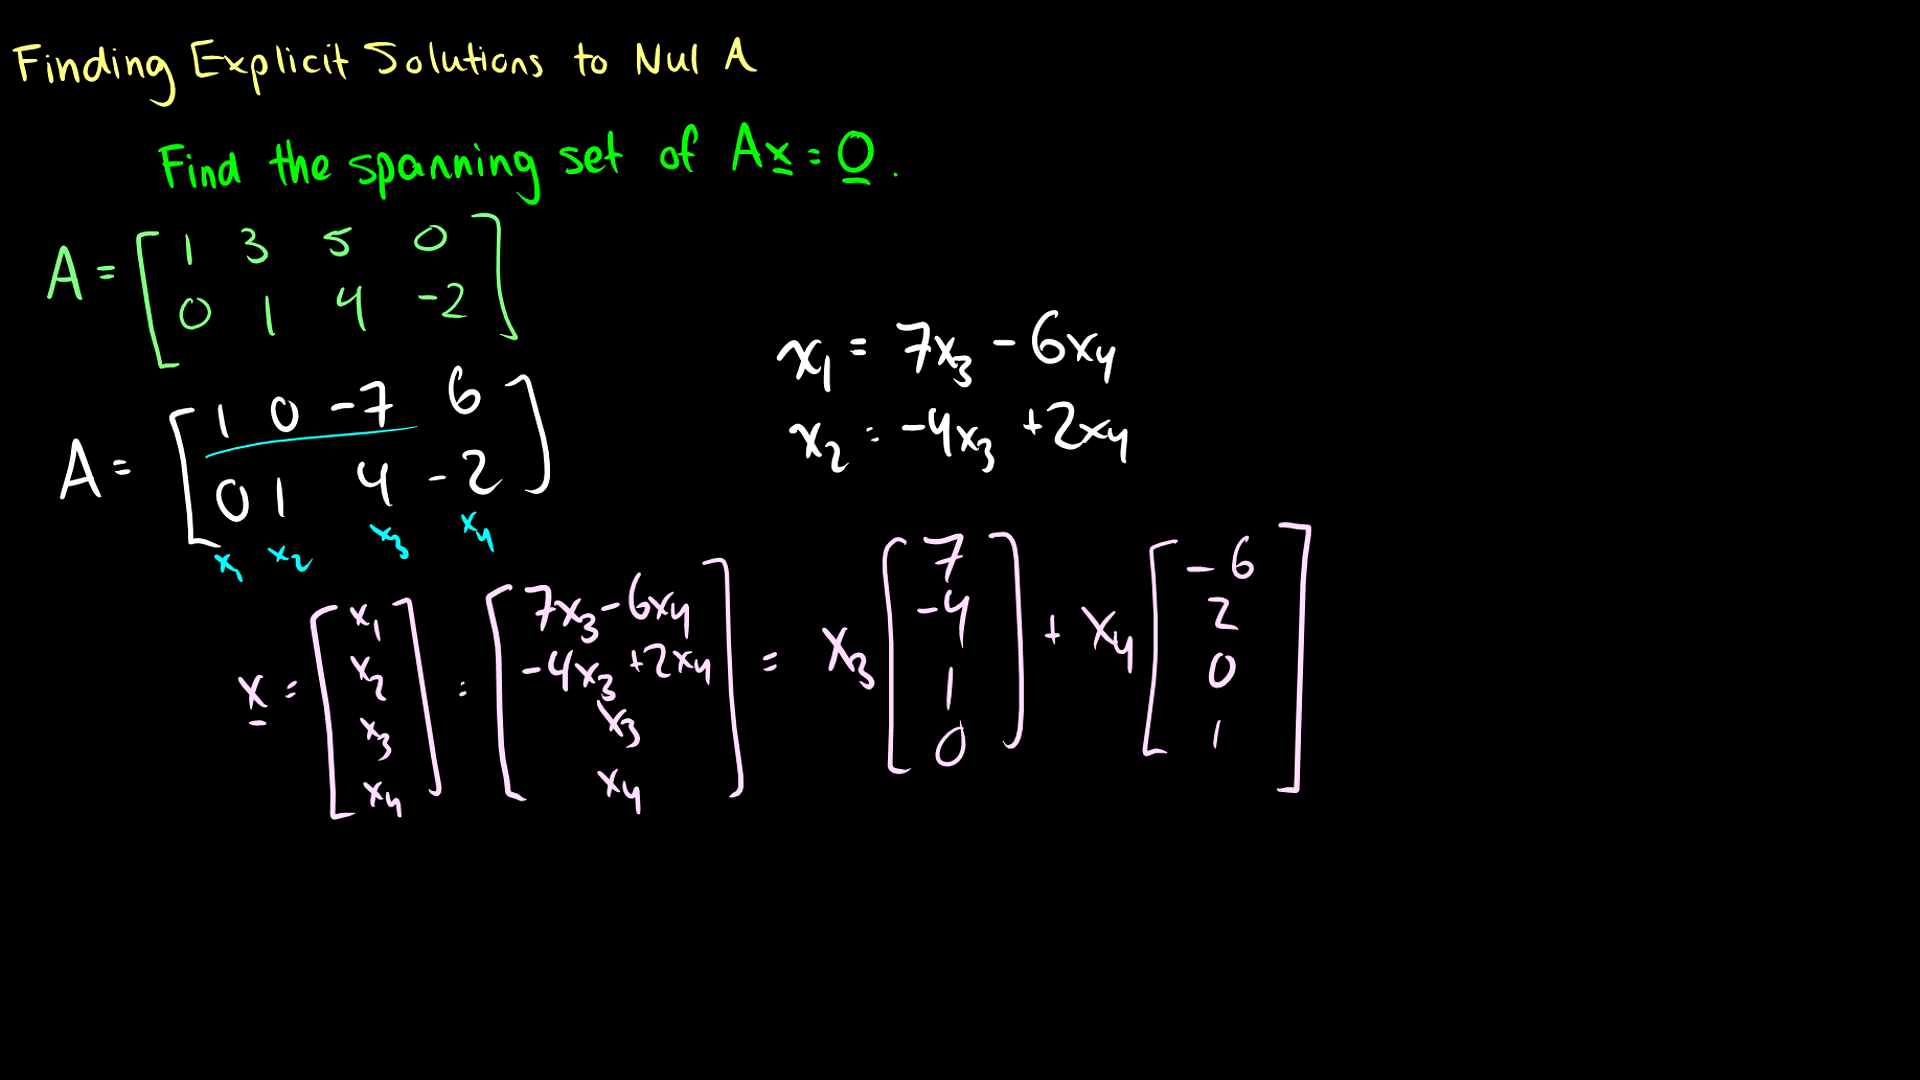 Finding Explicit Solutions to Nul A
Find the spanning set of Ax = 0.
A = [ 1 3 5 0
0 1 4 -2 ]
A = [ 1 0 -7 6
0 1 4 -2 ]
x1 x2 x3 x4
x1 = 7x3 - 6x4
x2 = -4x3 + 2x4
x = [ x1 x2 x3 x4 ] = [ 7x3 - 6x4 -4x3 + 2x4 x3 x4 ] = x3 [ 7 -4 1 0 ] + x4 [ -6 2 0 1 ]